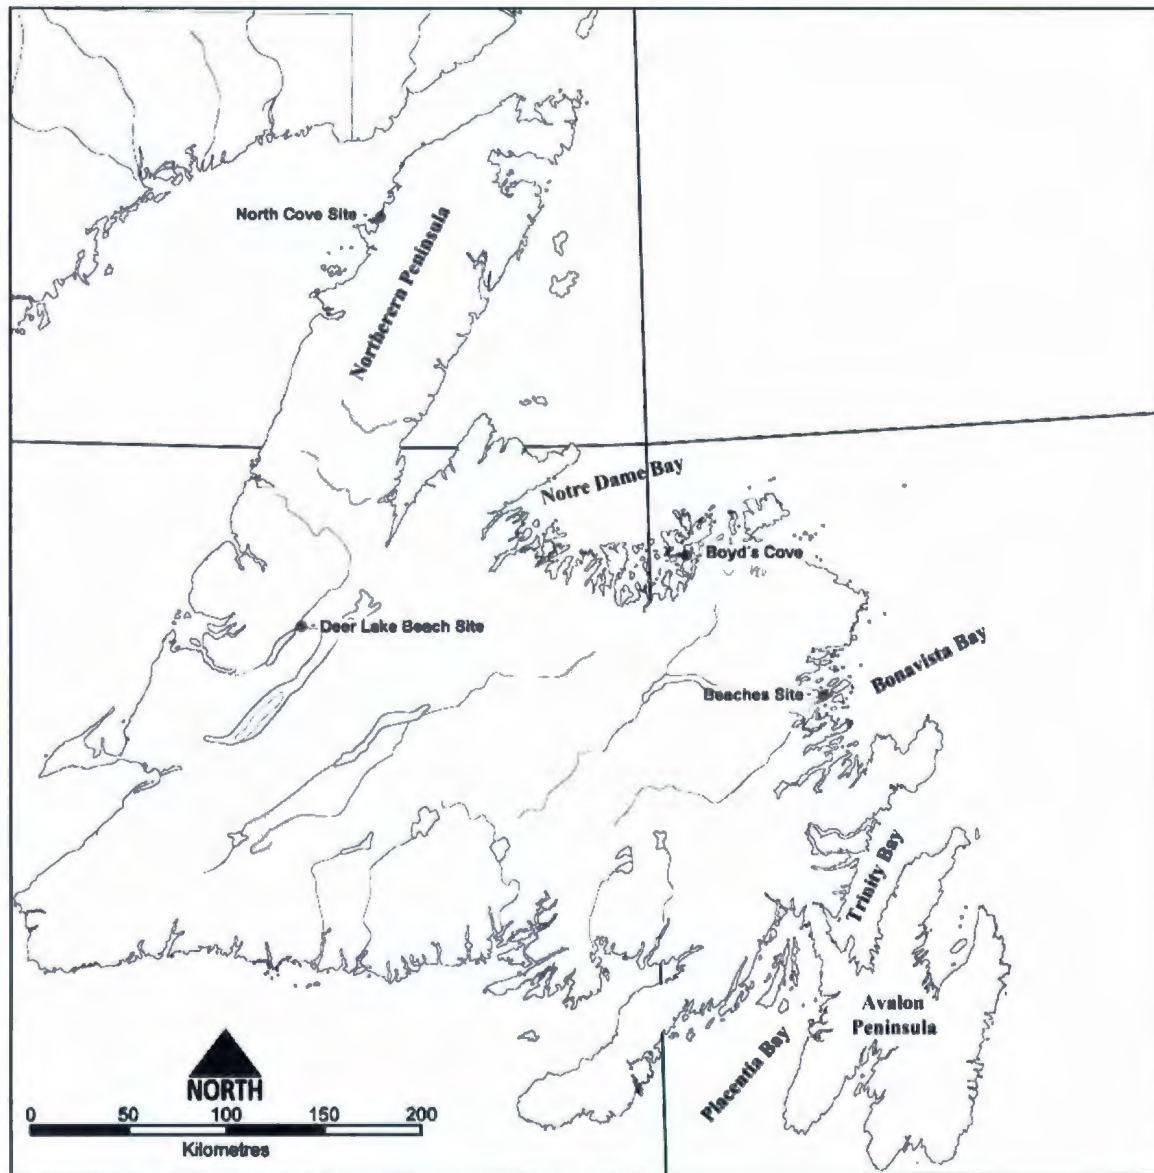 North Cove Site
Northerern Peninsula
Notre Dame Bay
Boyd's Cove
Deer Lake Beach Site
Bonavista Bay
Beaches Site
Trinity Bay
Avalon
Peninsula
Placentia Bay
NORTH
0 50 100 150 200
Kilometres